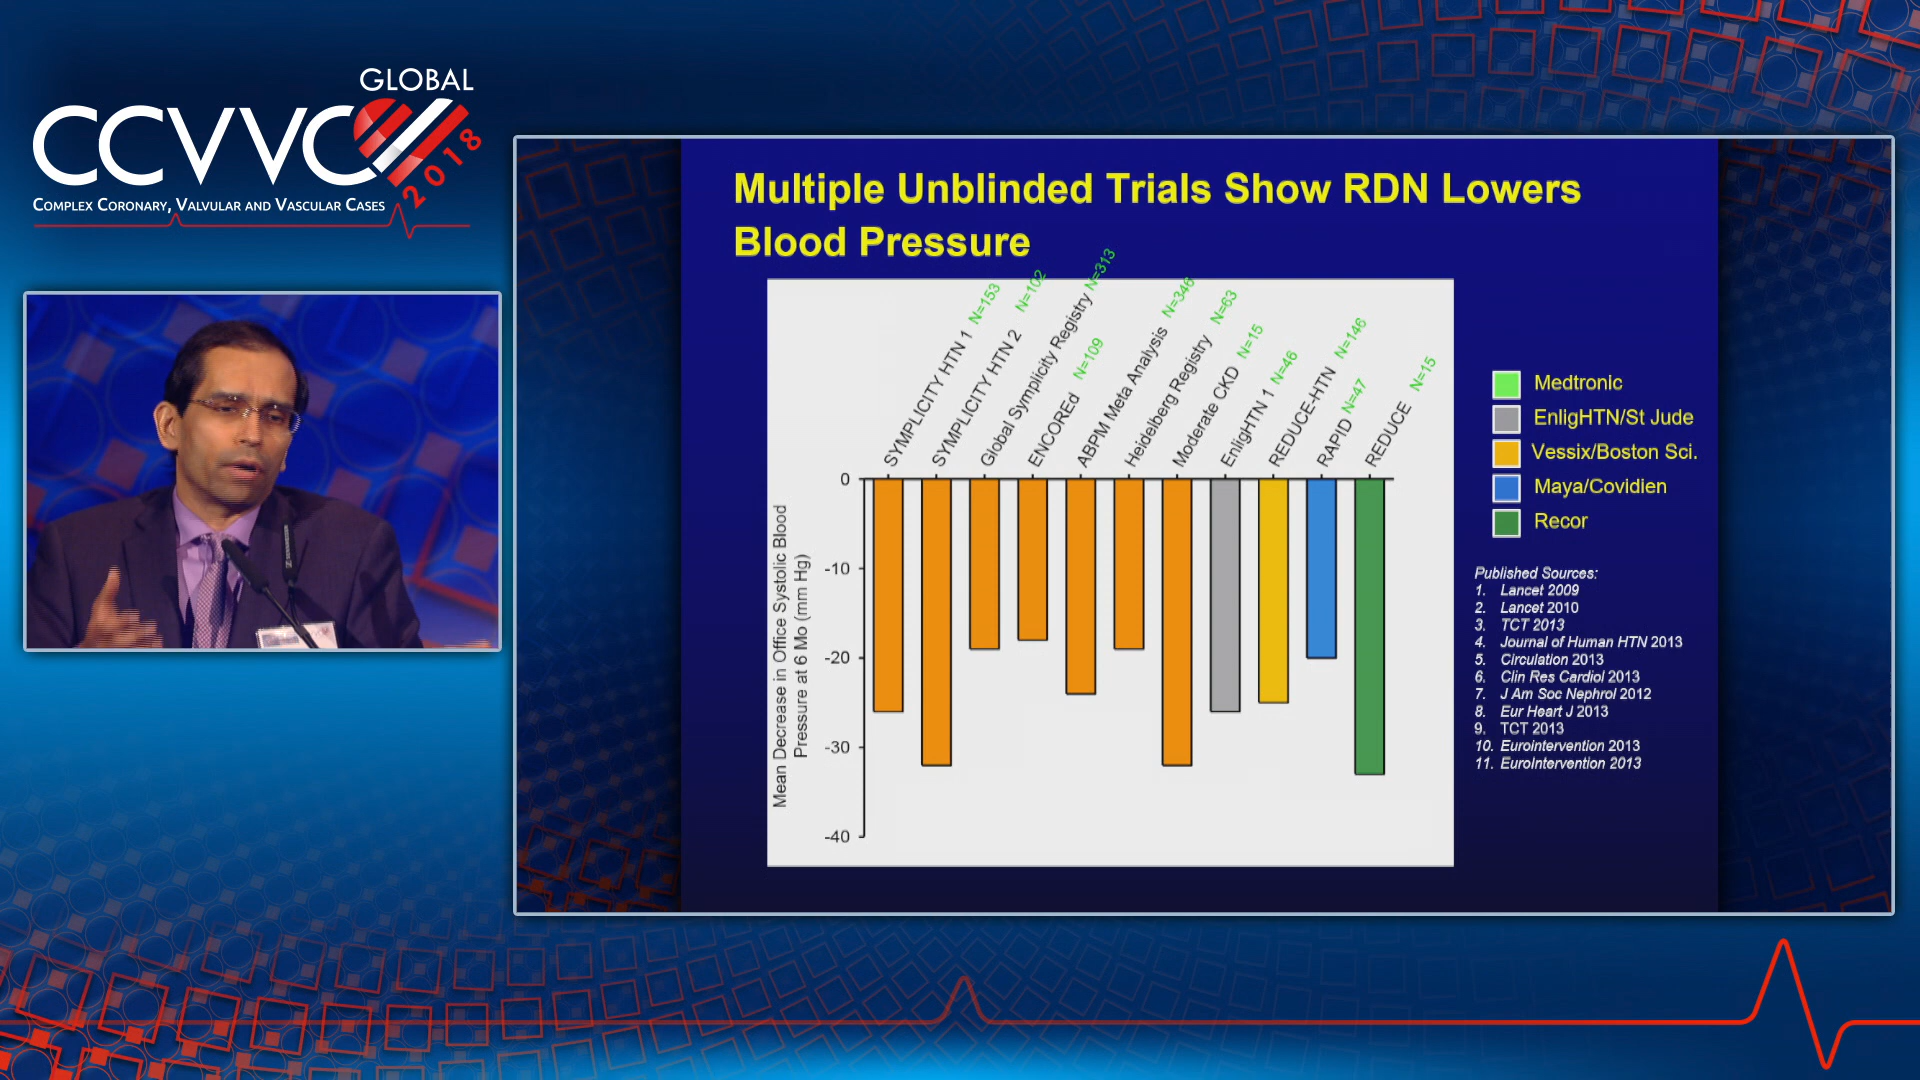 GLOBAL
CCVVC
2018
COMPLEX CORONARY, VALVULAR AND VASCULAR CASES
Multiple Unblinded Trials Show RDN Lowers
Blood Pressure
SYMPLICITY HTN 1 N=153
SYMPLICITY HTN 2 N=102
Global Symplicity Registry N=313
ENCOREd N=109
ABPM Meta Analysis N=346
Heidelberg Registry N=63
Moderate CKD N=15
EnligHTN 1 N=46
REDUCE-HTN N=146
RAPID N=47
REDUCE N=15
Mean Decrease in Office Systolic Blood
Pressure at 6 Mo (mm Hg)
0
-10
-20
-30
-40
Medtronic
EnligHTN/St Jude
Vessix/Boston Sci.
Maya/Covidien
Recor
Published Sources:
1. Lancet 2009
2. Lancet 2010
3. TCT 2013
4. Journal of Human HTN 2013
5. Circulation 2013
6. Clin Res Cardiol 2013
7. J Am Soc Nephrol 2012
8. Eur Heart J 2013
9. TCT 2013
10. Eurointervention 2013
11. EuroIntervention 2013